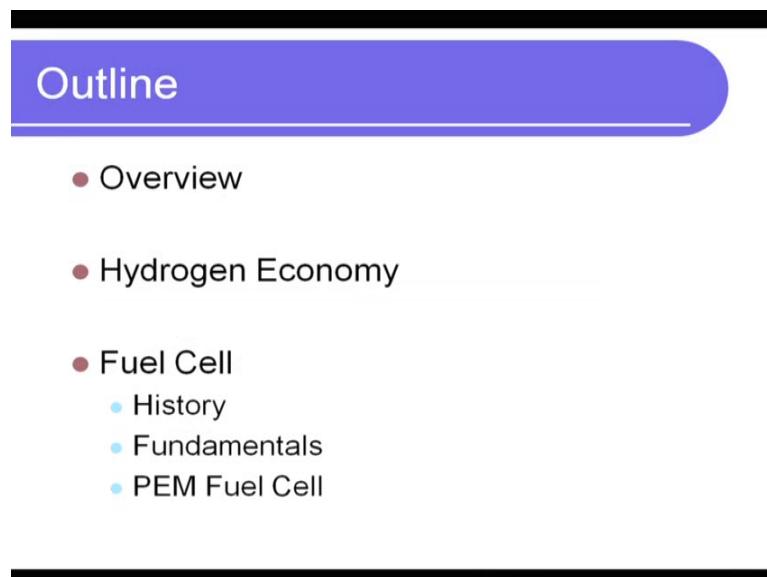 Outline
Overview
Hydrogen Economy
Fuel Cell
History
Fundamentals
PEM Fuel Cell